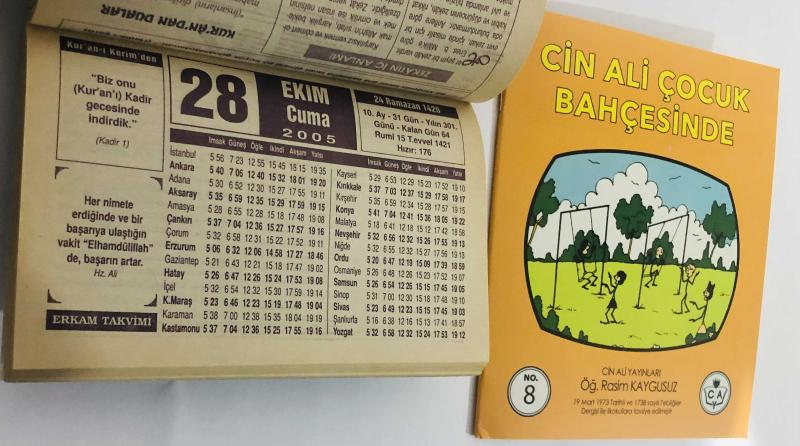 KUR'ÂN'DAN DUALAR
ZEKÂTIN İÇ ANLAMI
Kur'an-ı Kerim'den
"Biz onu
(Kur'an'ı) Kadir
gecesinde
indirdik."
(Kadir 1)
Her nimete
erdiğinde ve bir
başarıya ulaştığın
vakit "Elhamdülillah"
de, başarın artar.
Hz. Ali
ERKAM TAKVİMİ
28
EKİM
Cuma
2005
24 Ramazan 1426
10. Ay - 31 Gün - Yılın 301.
Günü - Kalan Gün 64
Rumi 15 T.evvel 1421
Hızır: 176
İmsak Güneş Öğle İkindi Akşam Yatsı
İstanbul 5 56 7 23 12 55 15 45 18 15 19 35
Ankara 5 40 7 06 12 40 15 32 18 01 19 20
Adana 5 30 6 52 12 30 15 27 17 55 19 11
Aksaray 5 35 6 59 12 35 15 29 17 59 19 15
Amasya 5 28 6 55 12 28 15 18 17 48 19 08
Çankırı 5 37 7 04 12 36 15 27 17 57 19 16
Çorum 5 32 6 58 12 31 15 22 17 52 19 11
Erzurum 5 06 6 32 12 06 14 58 17 27 18 46
Gaziantep 5 21 6 43 12 21 15 18 17 47 19 02
Hatay 5 26 6 47 12 26 15 24 17 53 19 08
İçel 5 32 6 54 12 32 15 30 17 59 19 14
K.Maraş 5 23 6 46 12 23 15 19 17 48 19 04
Karaman 5 38 7 00 12 38 15 35 18 04 19 19
Kastamonu 5 37 7 04 12 36 15 25 17 55 19 16
İmsak Güneş Öğle İkindi Akşam Yatsı
Kayseri 5 29 6 53 12 29 15 23 17 52 19 10
Kırıkkale 5 37 7 03 12 37 15 29 17 58 19 17
Kırşehir 5 35 6 59 12 34
Konya 5 41 7 04 12 41 15 36 18 05 19 22
Malatya 5 18 6 41 12 18 15 12 17 42 18 58
Nevşehir 5 32 6 56 12 32 15 26 17 55 19 12
Niğde 5 32 6 55 12 32 15 27 17 56 19 13
Ordu 5 20 6 47 12 19 15 09 17 39 18 59
Osmaniye 5 26 6 48 12 26 15 23 17 52 19 07
Samsun 5 26 6 54 12 26 15 15 17 45 19 05
Sinop 5 31 7 00 12 30 15 18 17 48 19 10
Sivas 5 23 6 49 12 23 15 15 17 45 19 03
Şanlıurfa 5 16 6 38 12 16 15 13 17 41 18 57
Yozgat 5 32 6 58 12 32 15 24 17 53 19 12
CİN ALİ ÇOCUK
BAHÇESİNDE
CİN ALİ YAYINLARI
Öğ. Rasim KAYGUSUZ
19 Mart 1973 Tarihli ve 1738 sayılı Tebliğler
Dergisi ile ilkokullara tavsiye edilmiştir.
NO.
8
C A